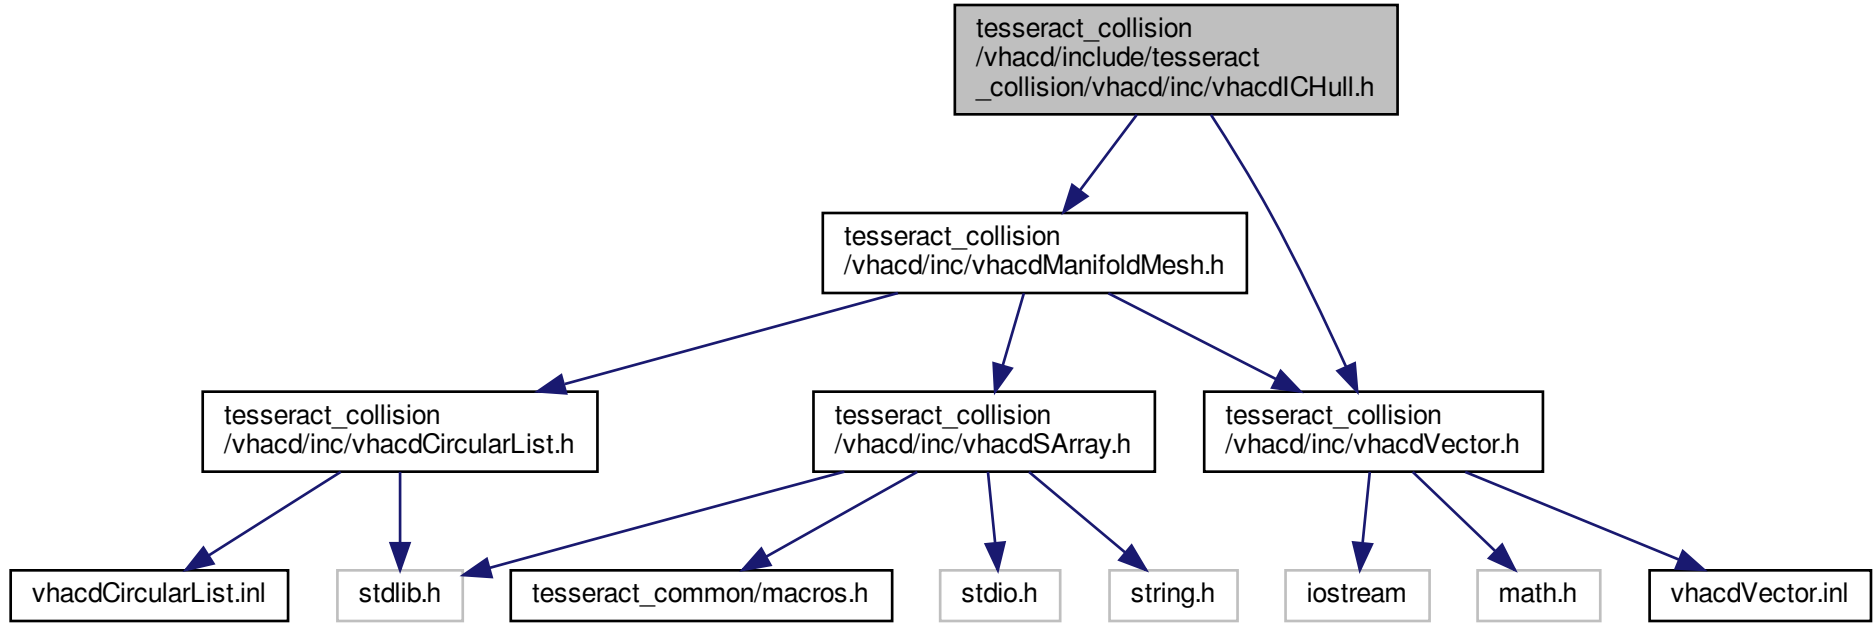 tesseract_collision
/vhacd/include/tesseract
_collision/vhacd/inc/vhacdICHull.h
tesseract_collision
/vhacd/inc/vhacdManifoldMesh.h
tesseract_collision
/vhacd/inc/vhacdCircularList.h
tesseract_collision
/vhacd/inc/vhacdSArray.h
tesseract_collision
/vhacd/inc/vhacdVector.h
vhacdCircularList.inl
stdlib.h
tesseract_common/macros.h
stdio.h
string.h
iostream
math.h
vhacdVector.inl